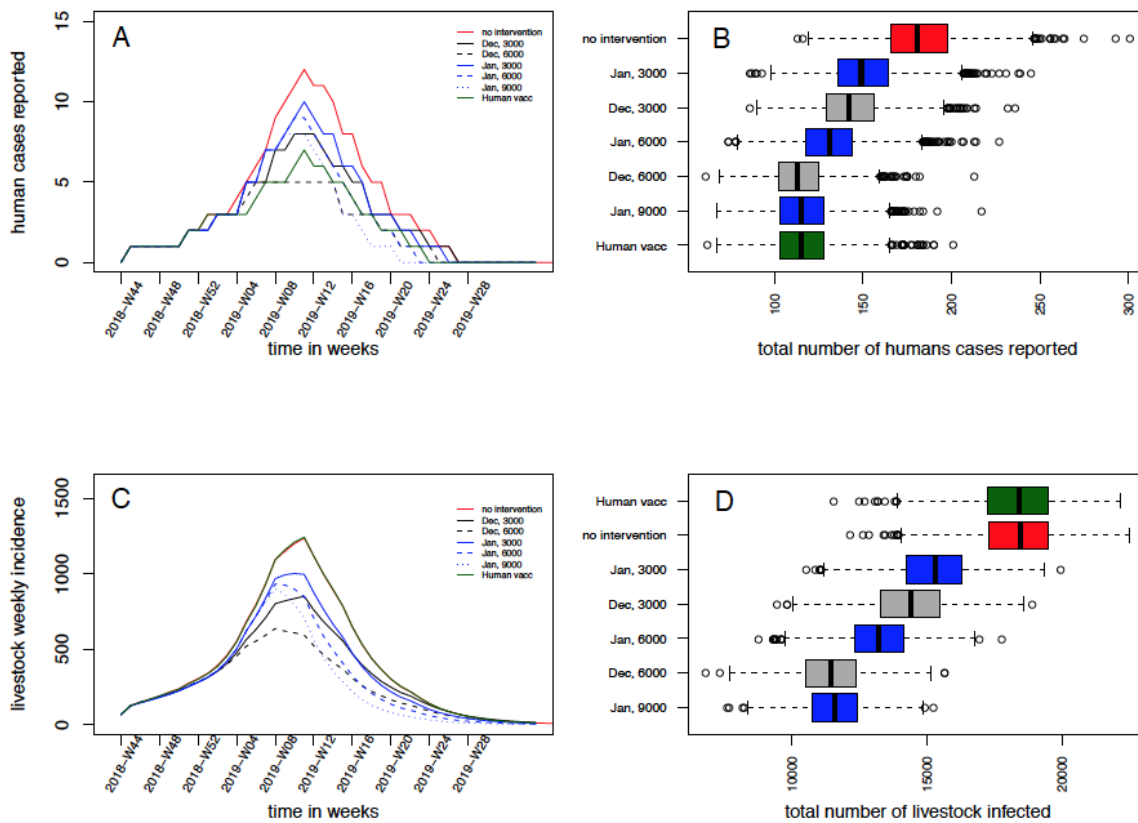 A
human cases reported
15
10
5
0
no intervention
Dec, 3000
Dec, 6000
Jan, 3000
Jan, 6000
Jan, 9000
Human vacc
2018-W44
2018-W48
2018-W52
2019-W04
2019-W08
2019-W12
2019-W16
2019-W20
2019-W24
2019-W28
time in weeks
B
no intervention
Jan, 3000
Dec, 3000
Jan, 6000
Dec, 6000
Jan, 9000
Human vacc
100
150
200
250
300
total number of humans cases reported
C
livestock weekly incidence
1500
1000
500
0
no intervention
Dec, 3000
Dec, 6000
Jan, 3000
Jan, 6000
Jan, 9000
Human vacc
2018-W44
2018-W48
2018-W52
2019-W04
2019-W08
2019-W12
2019-W16
2019-W20
2019-W24
2019-W28
time in weeks
D
Human vacc
no intervention
Jan, 3000
Dec, 3000
Jan, 6000
Dec, 6000
Jan, 9000
10000
15000
20000
total number of livestock infected